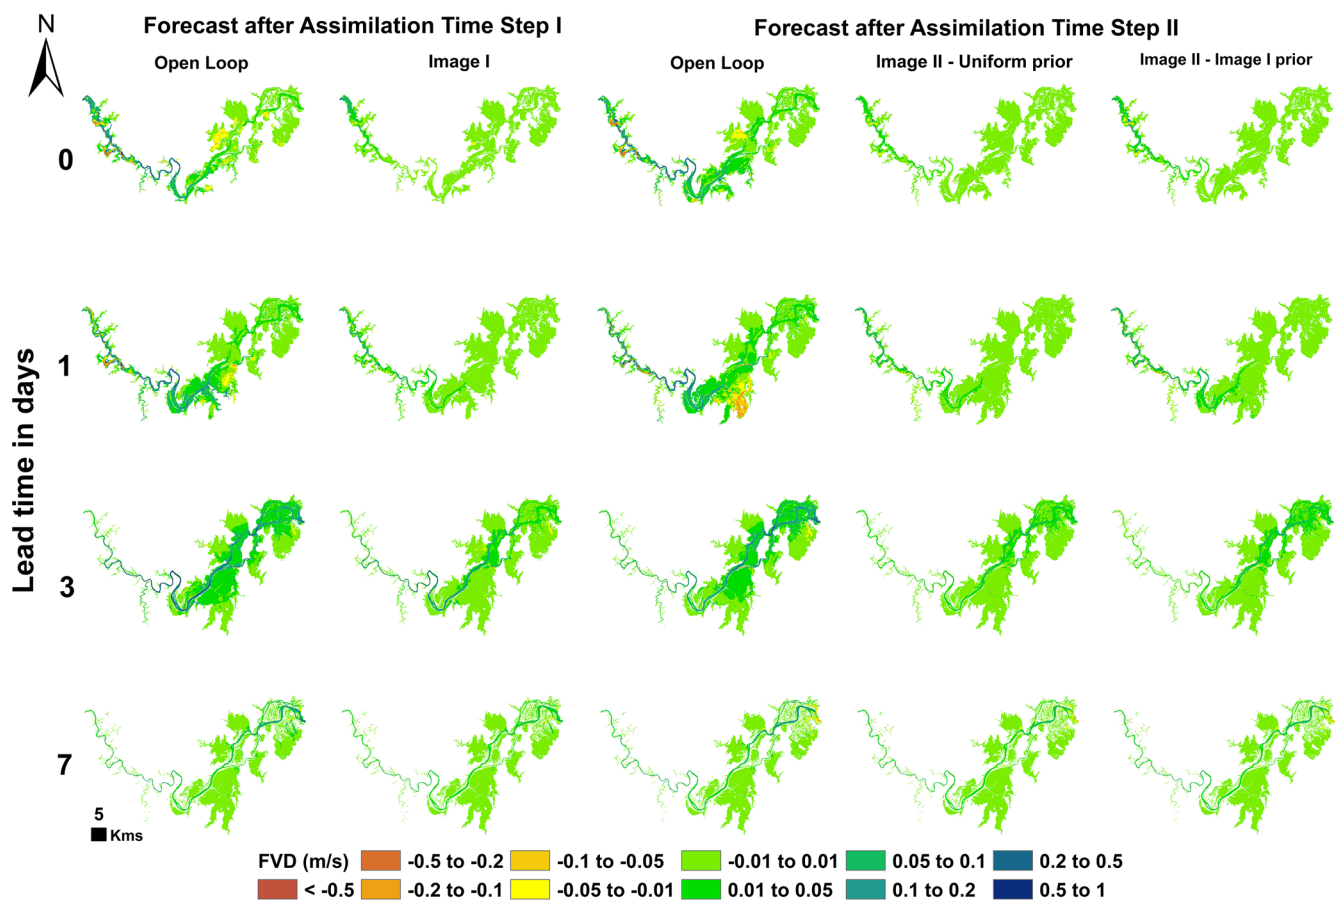 N
Forecast after Assimilation Time Step I
Forecast after Assimilation Time Step II
Open Loop
Image I
Open Loop
Image II - Uniform prior
Image II - Image I prior
Lead time in days
0
1
3
7
5
Kms
FVD (m/s)
-0.5 to -0.2
-0.1 to -0.05
-0.01 to 0.01
0.05 to 0.1
0.2 to 0.5
< -0.5
-0.2 to -0.1
-0.05 to -0.01
0.01 to 0.05
0.1 to 0.2
0.5 to 1